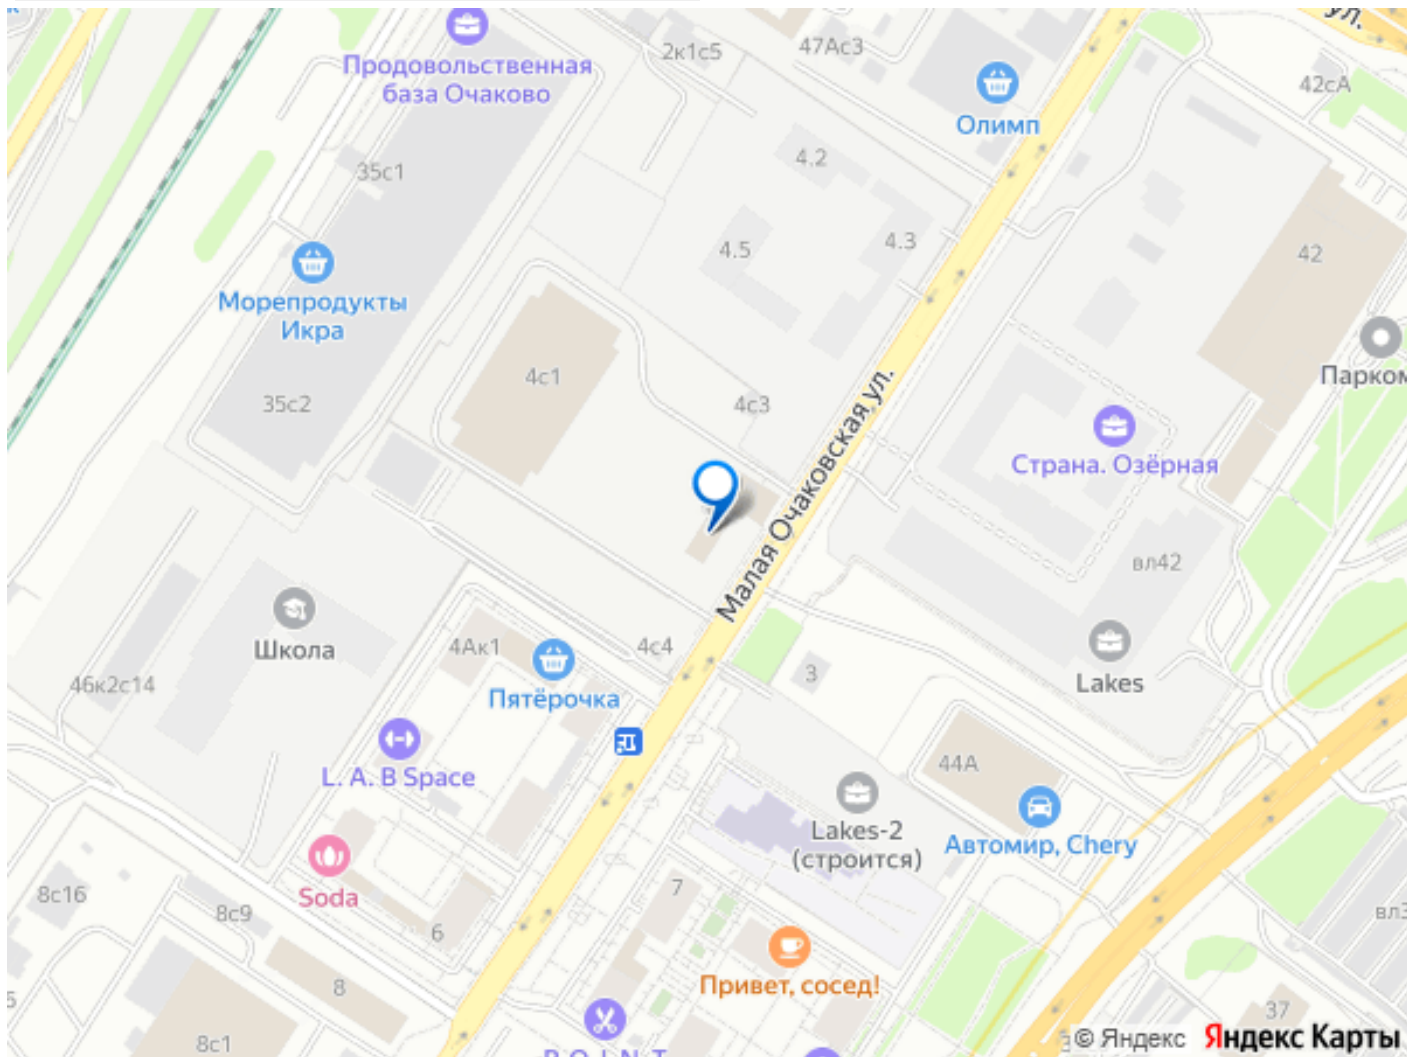 ул.
2к1с5
47Ас3
Продовольственная
база Очаково
42сА
Олимп
35с1
4.2
4.5
4.3
42
Морепродукты
Икра
4с1
35с2
4с3
Малая Очаковская ул.
Страна. Озёрная
вл42
Школа
4Ак1
4с4
Пятёрочка
3
Lakes
46к2с14
L. A. B Space
44А
Lakes-2
(строится)
Автомир, Chery
Soda
8с16
8с9
7
6
Привет, сосед!
8
37
8с1
P O I N T
© Яндекс
Яндекс Карты